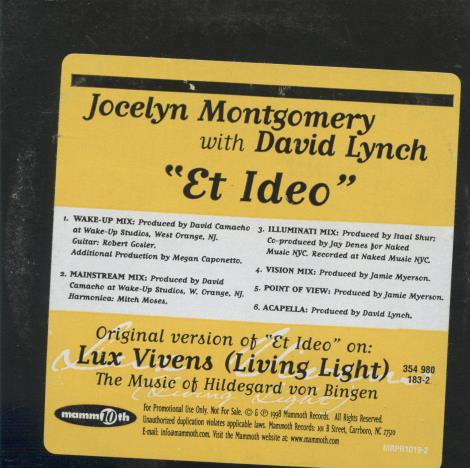 Jocelyn Montgomery
with David Lynch
"Et Ideo"
1. WAKE-UP MIX: Produced by David Camacho
at Wake-Up Studios, West Orange, NJ.
Guitar: Robert Gosier.
Additional Production by Megan Caponetto.
2. MAINSTREAM MIX: Produced by David
Camacho at Wake-Up Studios, W. Orange, NJ.
Harmonica: Mitch Moses.
3. ILLUMINATI MIX: Produced by Itaal Shur;
Co-produced by Jay Denes for Naked
Music NYC. Recorded at Naked Music NYC.
4. VISION MIX: Produced by Jamie Myerson.
5. POINT OF VIEW: Produced by Jamie Myerson.
6. ACAPELLA: Produced by David Lynch.
Original version of "Et Ideo" on:
Lux Vivens (Living Light)
The Music of Hildegard von Bingen
354 980
183-2
mamm10th
For Promotional Use Only. Not For Sale. © & ℗ 1998 Mammoth Records. All Rights Reserved.
Unauthorized duplication violates applicable laws. Mammoth Records: 101 B Street, Carrboro, NC 27510
E-mail: info@mammoth.com. Visit the Mammoth website at: www.mammoth.com
MRPR1019-2